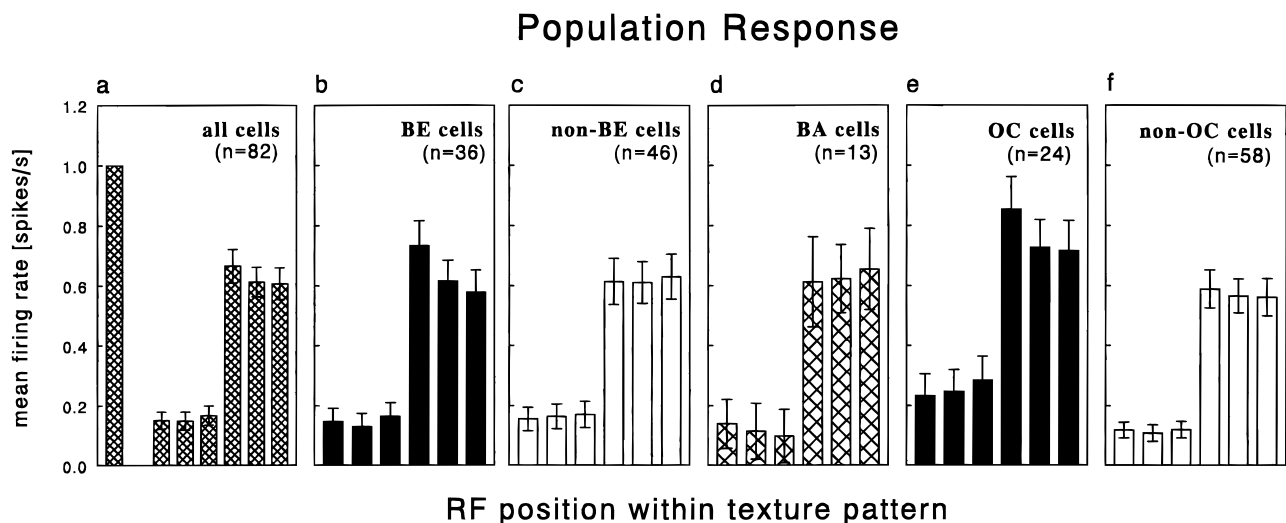 Population Response
a
b
c
d
e
f
mean firing rate [spikes/s]
1.2
1.0
0.8
0.6
0.4
0.2
0.0
all cells
(n=82)
BE cells
(n=36)
non-BE cells
(n=46)
BA cells
(n=13)
OC cells
(n=24)
non-OC cells
(n=58)
RF position within texture pattern